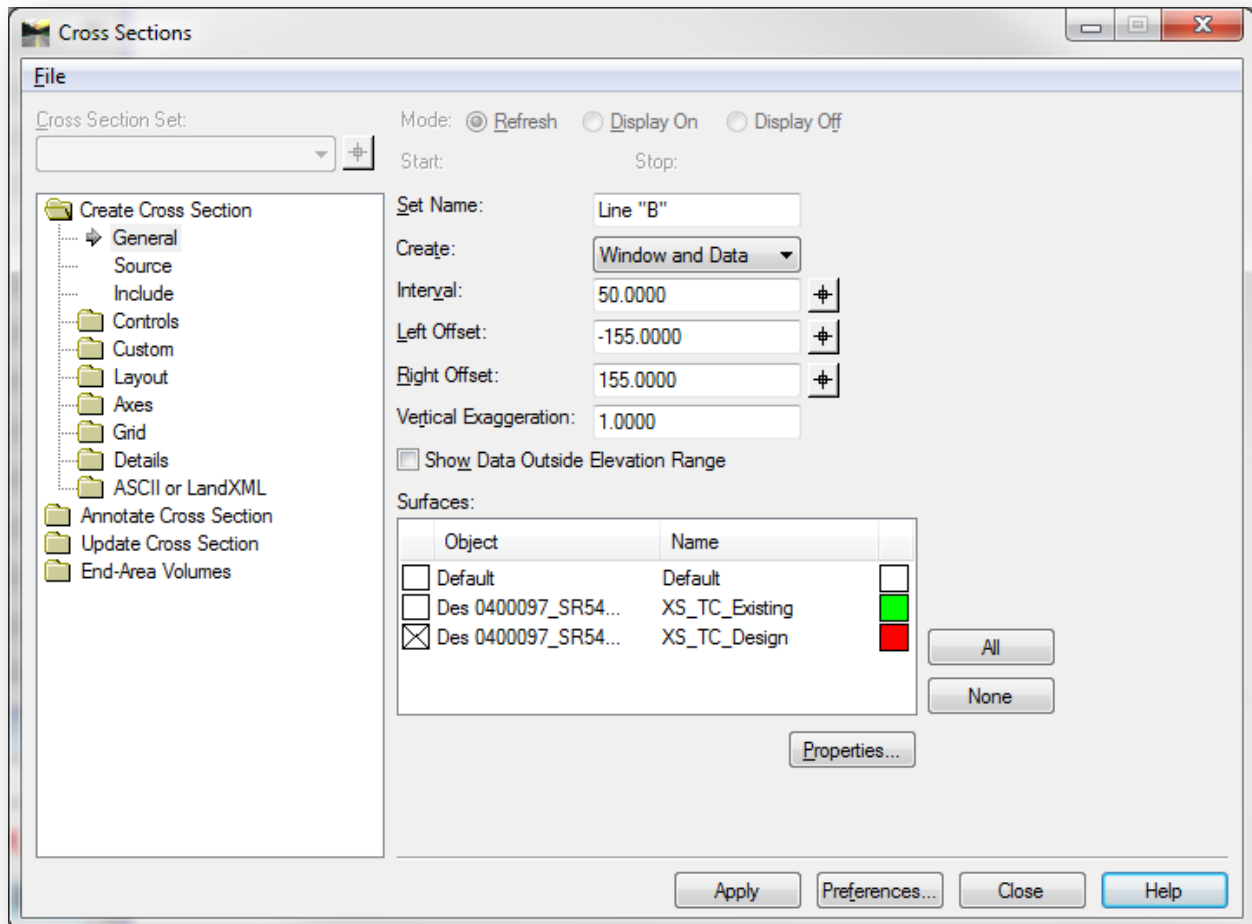 Cross Sections
File
Cross Section Set:
Mode: Refresh Display On Display Off
Start: Stop:
Create Cross Section
General
Source
Include
Controls
Custom
Layout
Axes
Grid
Details
ASCII or LandXML
Annotate Cross Section
Update Cross Section
End-Area Volumes
Set Name: Line "B"
Create: Window and Data
Interval: 50.0000
Left Offset: -155.0000
Right Offset: 155.0000
Vertical Exaggeration: 1.0000
Show Data Outside Elevation Range
Surfaces:
Object Name
Default Default
Des 0400097_SR54... XS_TC_Existing
Des 0400097_SR54... XS_TC_Design
All
None
Properties...
Apply Preferences... Close Help